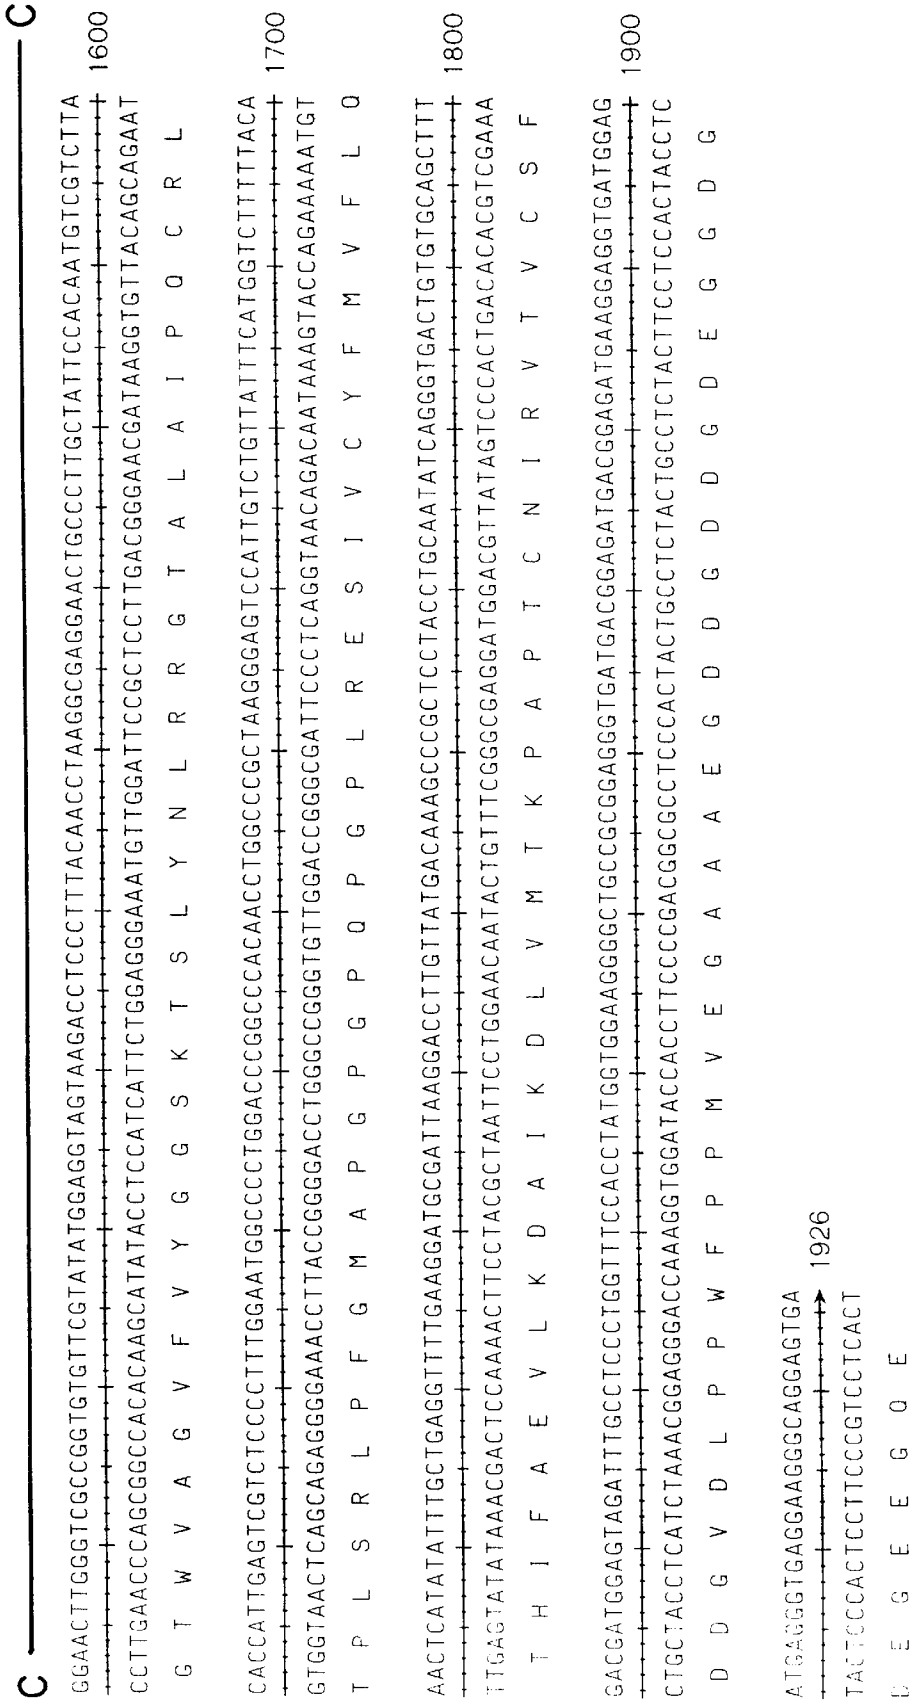 C C
GGAACTTGGGTCGCCGGTGTGTTCGTATATGGAGGTAGTAAGACCTCCCTTTACAACCTAAGGCGAGGAACTGCCCTTGCTATTCCACAATGTCGTCTTA
1600
CCTTGAACCCAGCGGCCACACAAGCATATACCTCCATCATTCTGGAGGGAAATGTTGGATTCCGCTCCTTGACGGGAACGATAAGGTGTTACAGCAGAAT
G T W V A G V F V Y G G S K T S L Y N L R R G T A L A I P Q C R L
CACCATTGAGTCGTCTCCCCTTTGGAATGGCCCCTGGACCCGGCCCACAACCTGGCCCGCTAAGGGAGTCCATTGTCTGTTATTTCATGGTCTTTTTACA
1700
GTGGTAACTCAGCAGAGGGGAAACCTTACCGGGGACCTGGGCCGGGTGTTGGACCGGGCGATTCCCTCAGGTAACAGACAATAAAGTACCAGAAAAATGT
T P L S R L P F G M A P G P G P Q P G P L R E S I V C Y F M V F L Q
AACTCATATATTTGCTGAGGTTTTGAAGGATGCGATTAAGGACCTTGTTATGACAAAGCCCGCTCCTACCTGCAATATCAGGGTGACTGTGTGCAGCTTT
1800
TTGAGTATATAAACGACTCCAAAACTTCCTACGCTAATTCCTGGAACAATACTGTTTCGGGCGAGGATGGACGTTATAGTCCCACTGACACACGTCGAAA
T H I F A E V L K D A I K D L V M T K P A P T C N I R V T V C S F
GACGATGGAGTAGATTTGCCTCCCTGGTTTCCACCTATGGTGGAAGGGGCTGCCGCGGAGGGTGATGACGGAGATGACGGAGATGAAGGAGGTGATGGAG
1900
CTGCTACCTCATCTAAACGGAGGGACCAAAGGTGGATACCACCTTCCCCGACGGCGCCTCCCACTACTGCCTCTACTGCCTCTACTTCCTCCACTACCTC
D D G V D L P P W F P P M V E G A A A E G D D G D D G D E G G D G
ATGAGGGTGAGGAAGGGCAGGAGTGA
1926
TACTCCCACTCCTTCCCGTCCTCACT
D E G E E G Q E